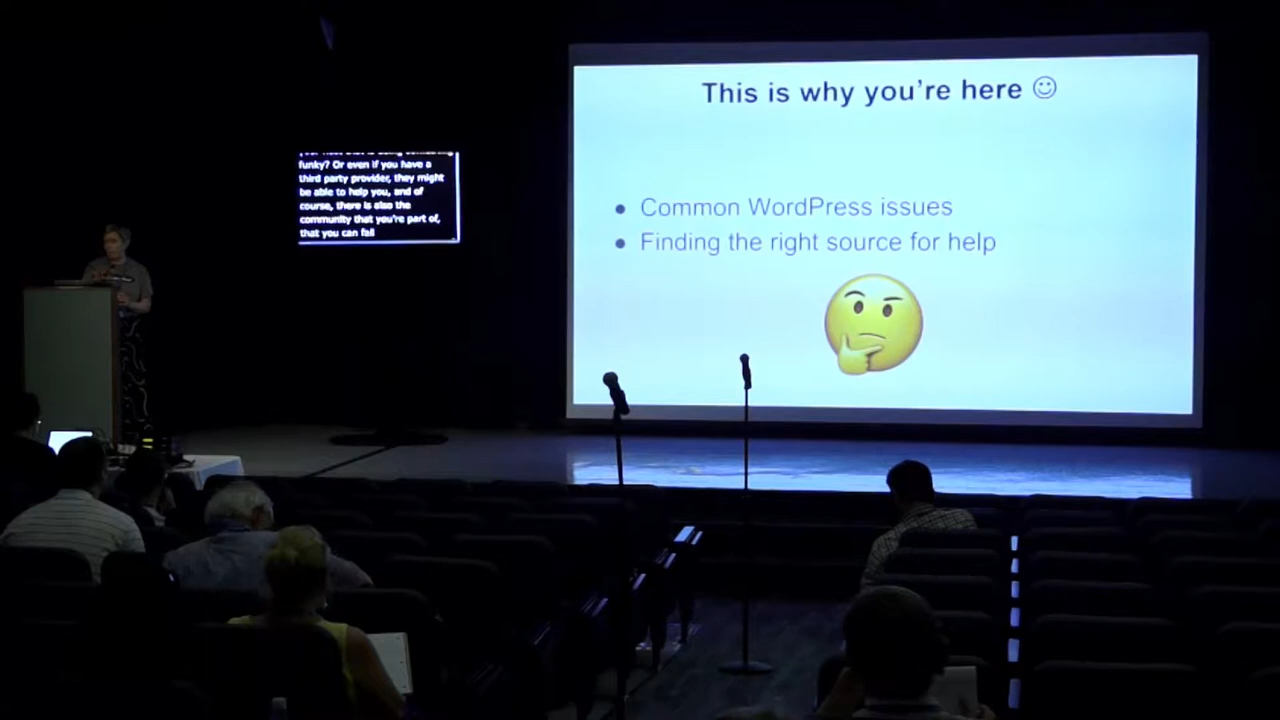 funky? Or even if you have a
third party provider, they might
be able to help you, and of
course, there is also the
community that you're part of,
that you can fall
This is why you're here ☺
● Common WordPress issues
● Finding the right source for help